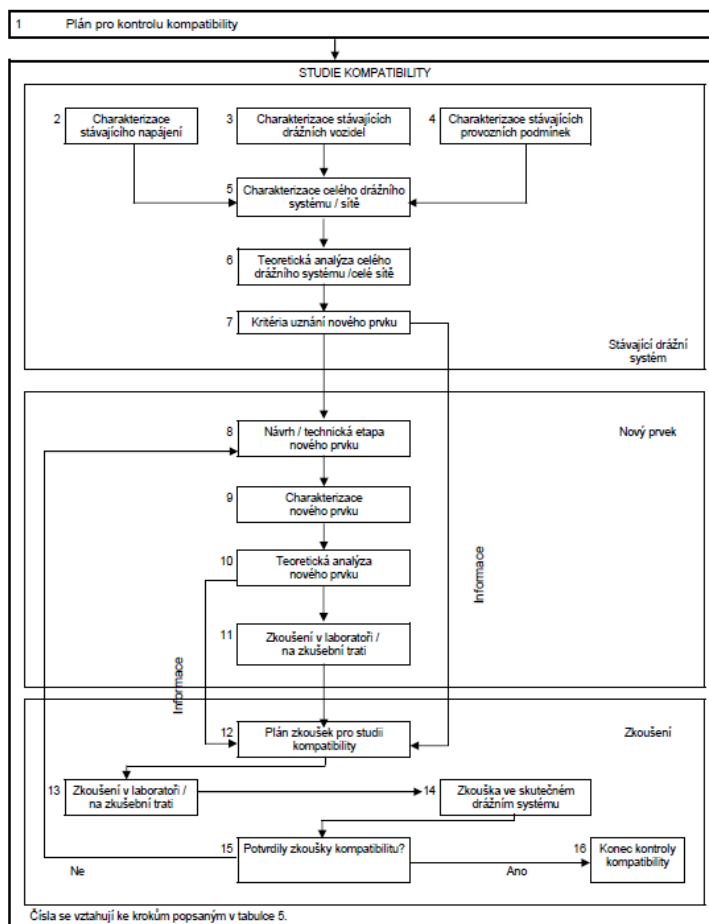 1 Plán pro kontrolu kompatibility
STUDIE KOMPATIBILITY
2 Charakterizace
stávajícího napájení
3 Charakterizace stávajících
drážních vozidel
4 Charakterizace stávajících
provozních podmínek
5 Charakterizace celého drážního
systému / sítě
6 Teoretická analýza celého
drážního systému /celé sítě
7 Kritéria uznání nového prvku
Stávající drážní
systém
8 Návrh / technická etapa
nového prvku
Nový prvek
9 Charakterizace
nového prvku
10 Teoretická analýza
nového prvku
Informace
11 Zkoušení v laboratoři /
na zkušební trati
Informace
12 Plán zkoušek pro studii
kompatibility
Zkoušení
13 Zkoušení v laboratoři /
na zkušební trati
14 Zkouška ve skutečném
drážním systému
15 Potvrdily zkoušky kompatibilitu?
16 Konec kontroly
kompatibility
Ne
Ano
Čísla se vztahují ke krokům popsaným v tabulce 5.